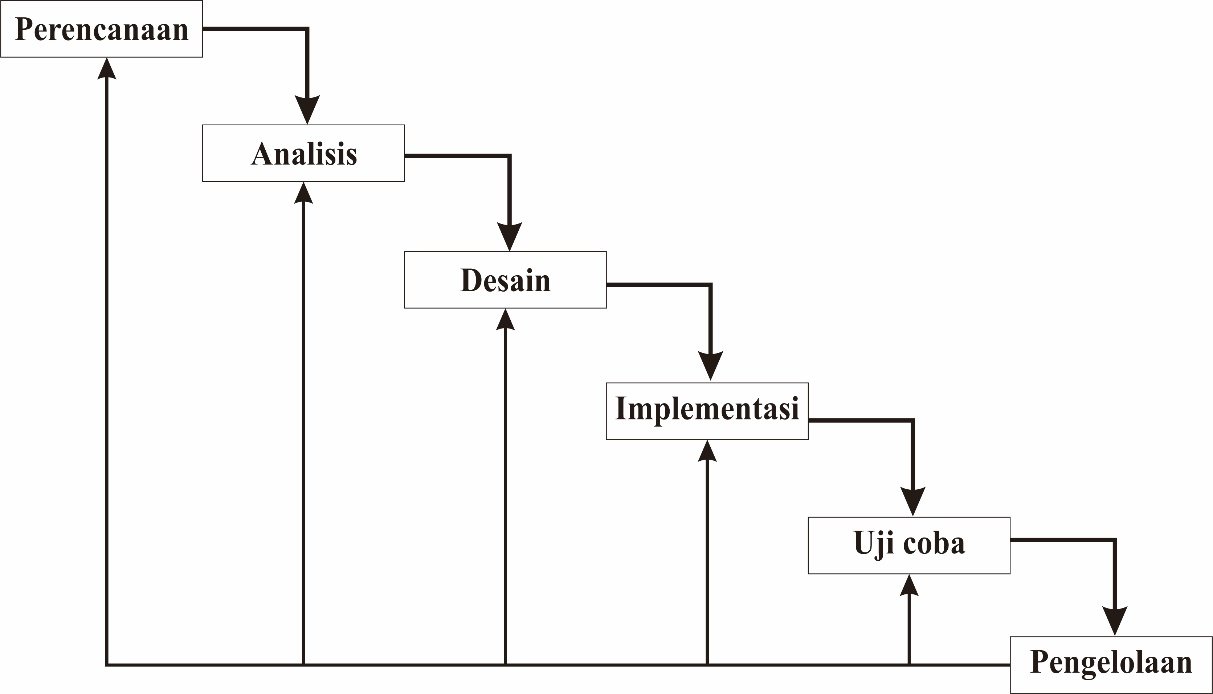 Perencanaan
Analisis
Desain
Implementasi
Uji coba
Pengelolaan